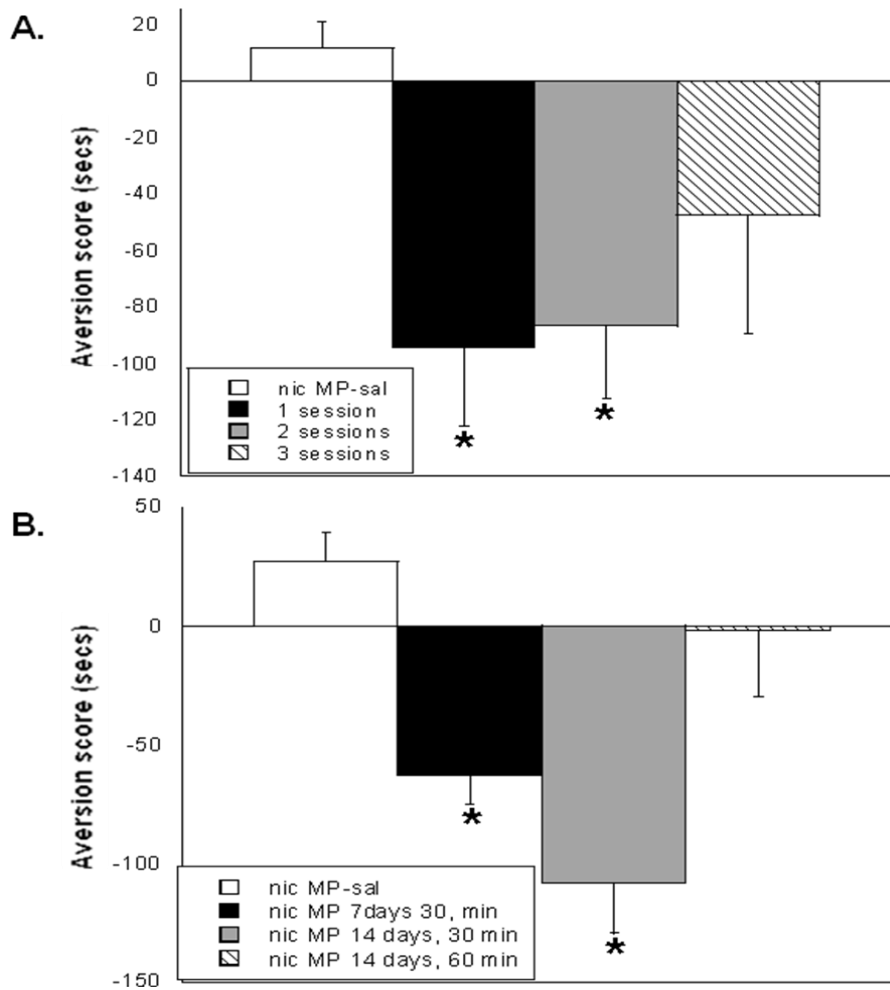 A.
Aversion score (secs)
20
0
-20
-40
-60
-80
-100
-120
-140
*
*
nic MP-sal
1 session
2 sessions
3 sessions
B.
Aversion score (secs)
50
0
-50
-100
-150
*
*
nic MP-sal
nic MP 7days 30, min
nic MP 14 days, 30 min
nic MP 14 days, 60 min